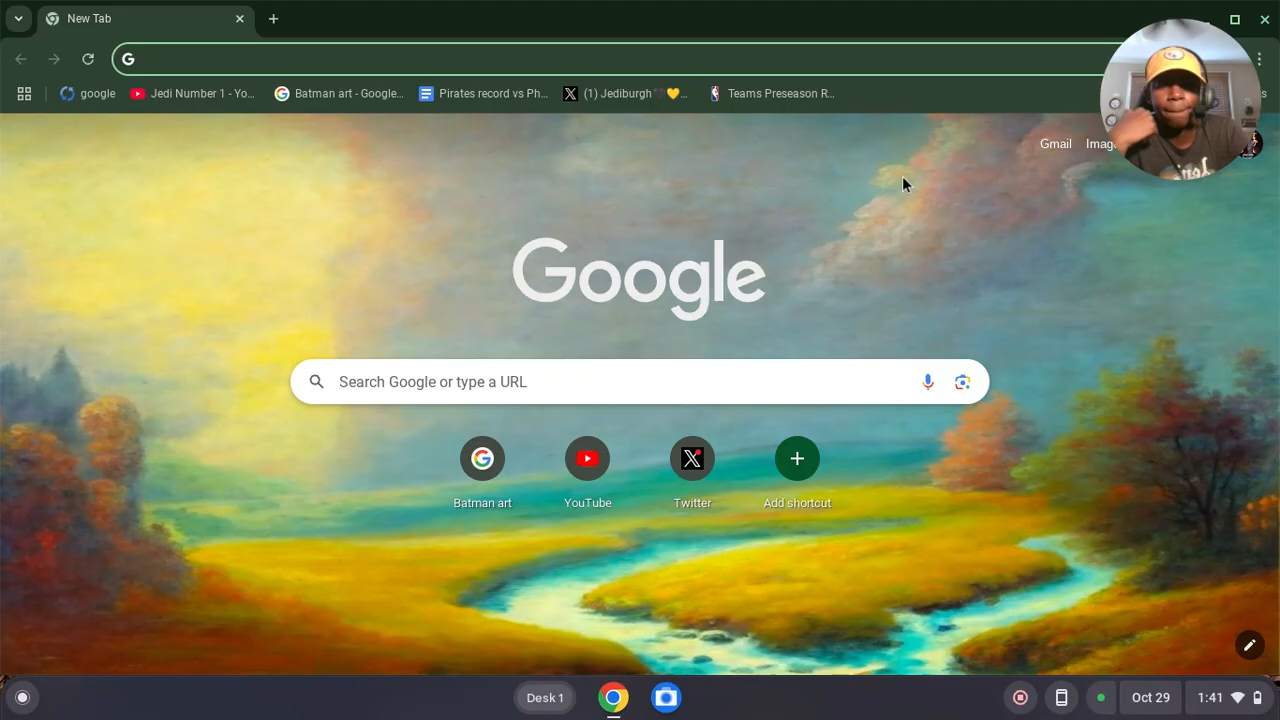 New Tab
google
Jedi Number 1 - Yo...
Batman art - Google...
Pirates record vs Ph...
(1) Jediburgh🖤💛...
Teams Preseason R...
Gmail
Google
Search Google or type a URL
Batman art
YouTube
Twitter
Add shortcut
Desk 1
Oct 29
1:41